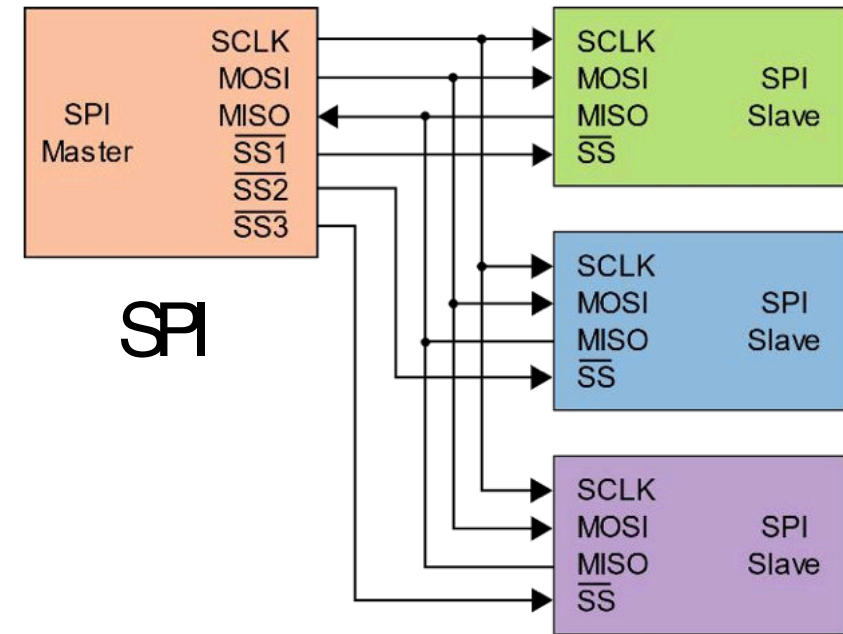 SPI
Master
SCLK
MOSI
MISO
SS1
SS2
SS3
SPI
SCLK
MOSI
MISO
SS
SPI
Slave
SCLK
MOSI
MISO
SS
SPI
Slave
SCLK
MOSI
MISO
SS
SPI
Slave